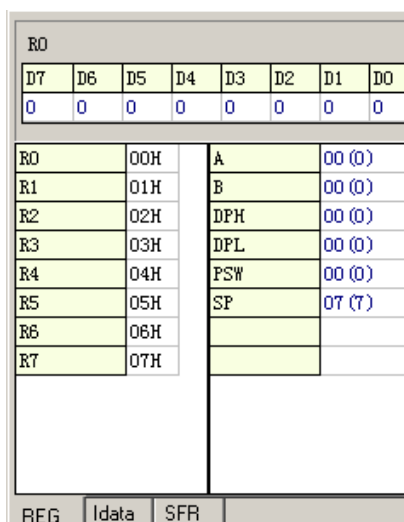 R0
D7 D6 D5 D4 D3 D2 D1 D0
0 0 0 0 0 0 0 0
R0 00H A 00 (0)
R1 01H B 00 (0)
R2 02H DPH 00 (0)
R3 03H DPL 00 (0)
R4 04H PSW 00 (0)
R5 05H SP 07 (7)
R6 06H
R7 07H
REG Idata SFR